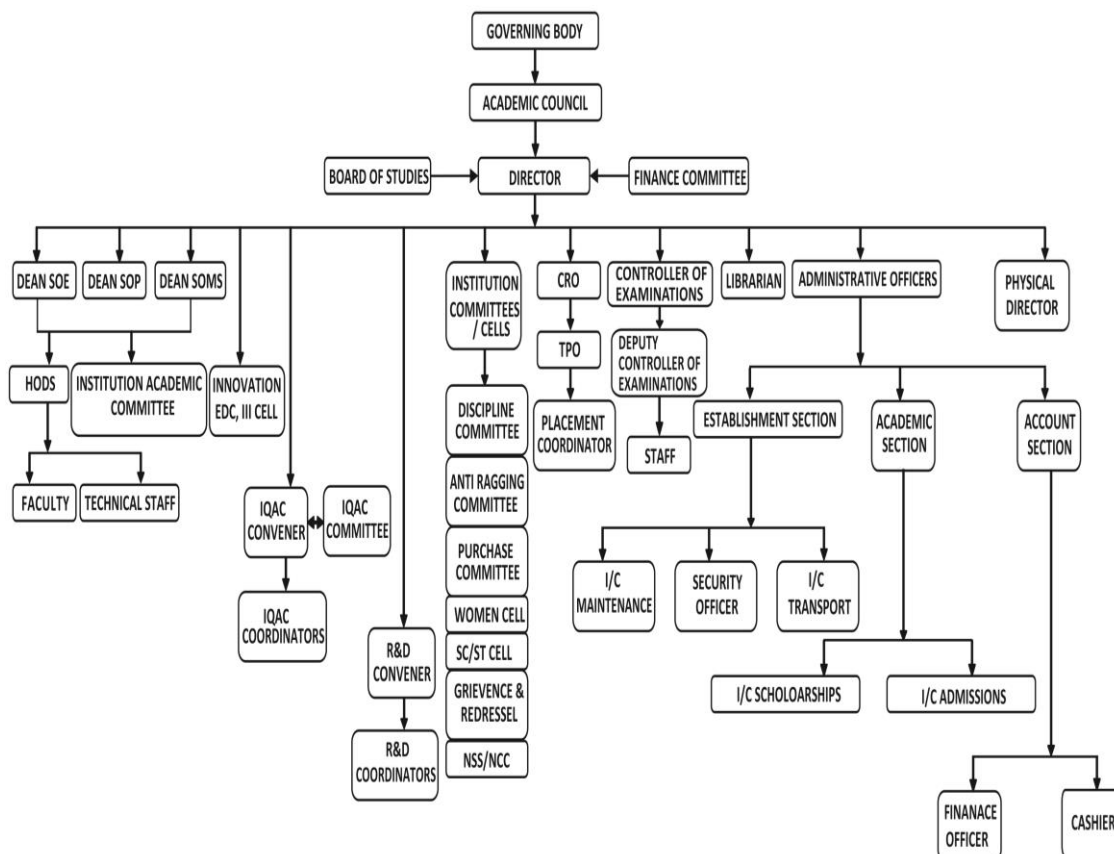 GOVERNING BODY
ACADEMIC COUNCIL
BOARD OF STUDIES
DIRECTOR
FINANCE COMMITTEE
DEAN SOE
DEAN SOP
DEAN SOMS
INSTITUTION
COMMITTEES
/ CELLS
CRO
CONTROLLER OF
EXAMINATIONS
LIBRARIAN
ADMINISTRATIVE OFFICERS
PHYSICAL
DIRECTOR
HODS
INSTITUTION ACADEMIC
COMMITTEE
INNOVATION
EDC, III CELL
TPO
DEPUTY
CONTROLLER OF
EXAMINATIONS
DISCIPLINE
COMMITTEE
PLACEMENT
COORDINATOR
STAFF
ESTABLISHMENT SECTION
ACADEMIC
SECTION
ACCOUNT
SECTION
FACULTY
TECHNICAL STAFF
IQAC
CONVENER
IQAC
COMMITTEE
ANTI RAGGING
COMMITTEE
PURCHASE
COMMITTEE
I/C
MAINTENANCE
SECURITY
OFFICER
I/C
TRANSPORT
IQAC
COORDINATORS
WOMEN CELL
R&D
CONVENER
SC/ST CELL
GRIEVENCE &
REDRESSEL
I/C SCHOLOARSHIPS
I/C ADMISSIONS
R&D
COORDINATORS
NSS/NCC
FINANACE
OFFICER
CASHIER